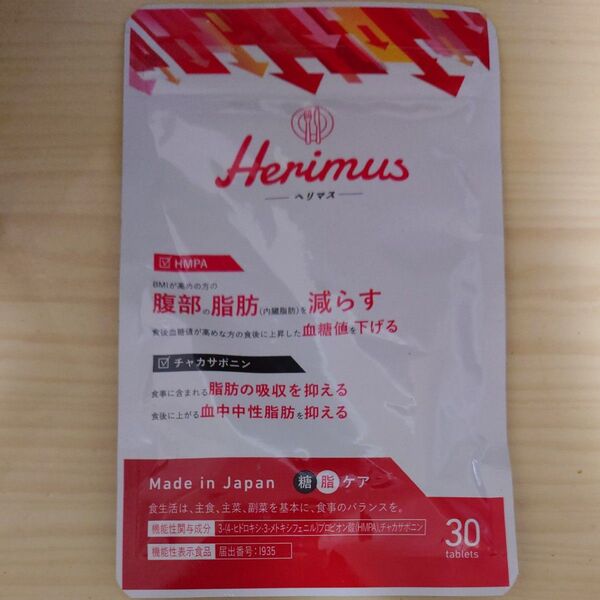 Herimus
ヘリマス
HMPA
BMIが高めの方の
腹部の脂肪(内臓脂肪)を減らす
食後血糖値が高めな方の食後に上昇した血糖値を下げる
チャカサポニン
食事に含まれる脂肪の吸収を抑える
食後に上がる血中中性脂肪を抑える
Made in Japan 糖 脂 ケア
食生活は、主食、主菜、副菜を基本に、食事のバランスを。
機能性関与成分 3-(4-ヒドロキシ-3-メトキシフェニル)プロピオン酸(HMPA)、チャカサポニン
機能性表示食品 届出番号:I935
30
tablets